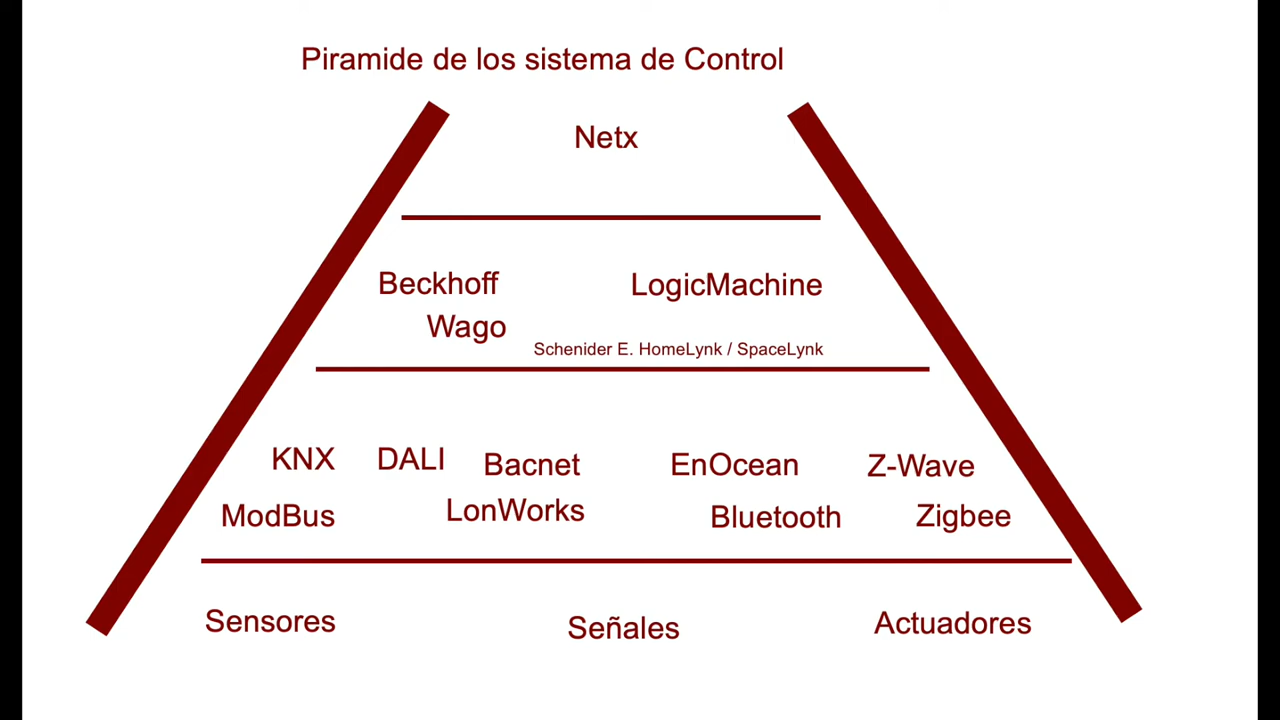 Piramide de los sistema de Control
Netx
Beckhoff LogicMachine
Wago
Schenider E. HomeLynk / SpaceLynk
KNX DALI Bacnet EnOcean Z-Wave
ModBus LonWorks Bluetooth Zigbee
Sensores Señales Actuadores